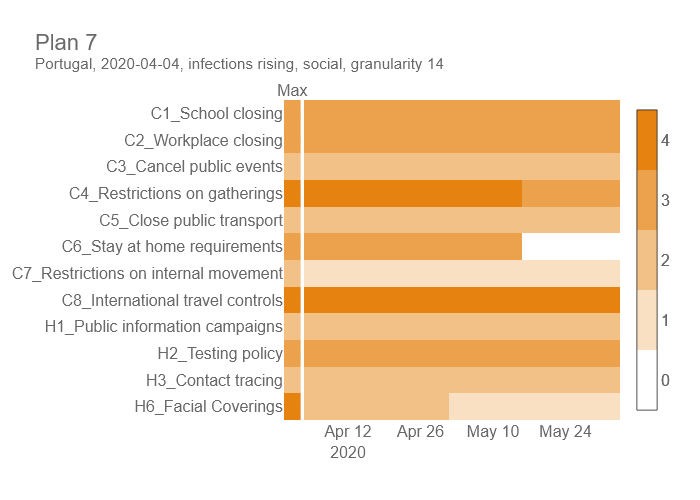 Plan 7
Portugal, 2020-04-04, infections rising, social, granularity 14
Max
C1_School closing
C2_Workplace closing
C3_Cancel public events
C4_Restrictions on gatherings
C5_Close public transport
C6_Stay at home requirements
C7_Restrictions on internal movement
C8_International travel controls
H1_Public information campaigns
H2_Testing policy
H3_Contact tracing
H6_Facial Coverings
Apr 12 Apr 26 May 10 May 24
2020
4
3
2
1
0